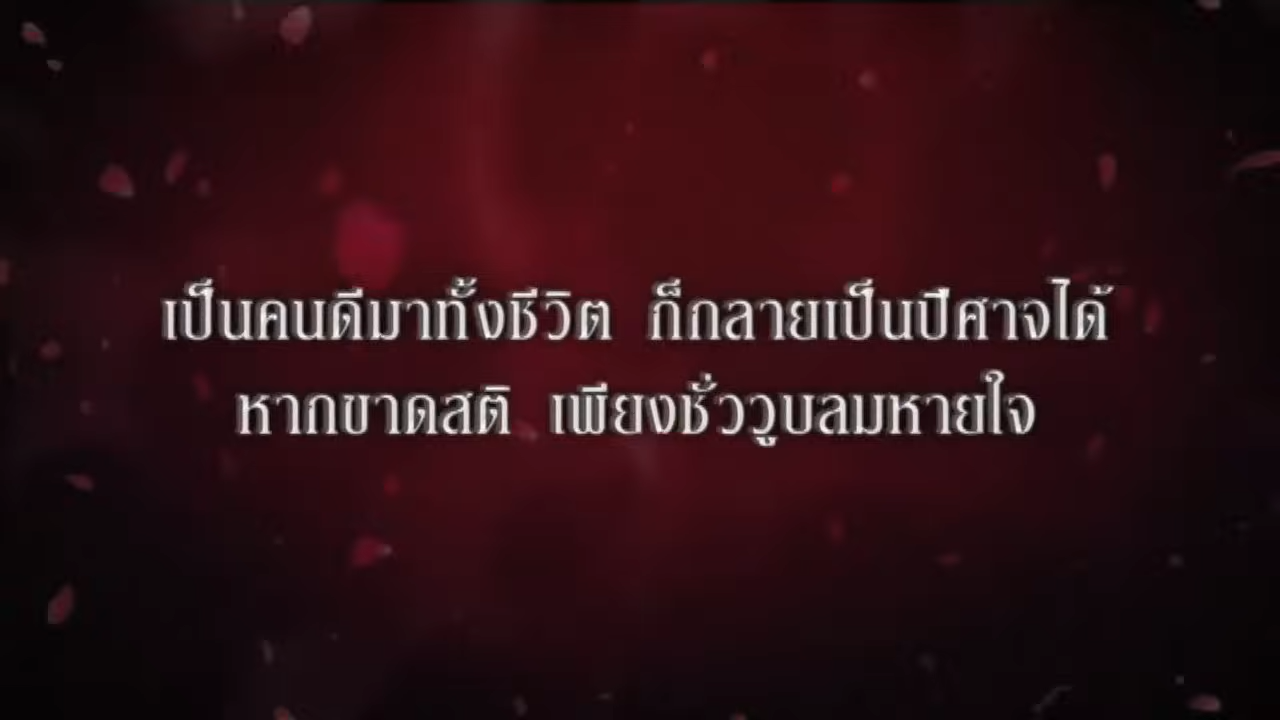 เป็นคนดีมาทั้งชีวิต ก็กลายเป็นปีศาจได้
หากขาดสติ เพียงชั่ววูบลมหายใจ